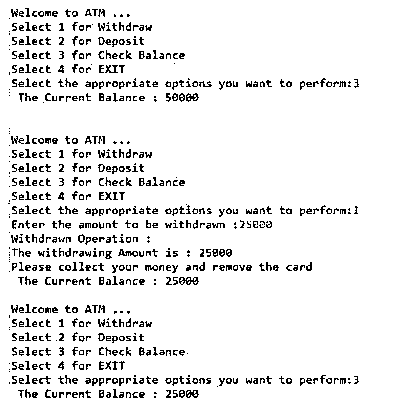 Welcome to ATM ...
Select 1 for Withdraw
Select 2 for Deposit
Select 3 for Check Balance
Select 4 for EXIT
Select the appropriate options you want to perform:3
The Current Balance : 50000
Welcome to ATM ...
Select 1 for Withdraw
Select 2 for Deposit
Select 3 for Check Balance
Select 4 for EXIT
Select the appropriate options you want to perform:1
Enter the amount to be withdrawn :25000
Withdrawn Operation :
The withdrawing Amount is : 25000
Please collect your money and remove the card
The Current Balance : 25000
Welcome to ATM ...
Select 1 for Withdraw
Select 2 for Deposit
Select 3 for Check Balance
Select 4 for EXIT
Select the appropriate options you want to perform:3
The Current Balance : 25000